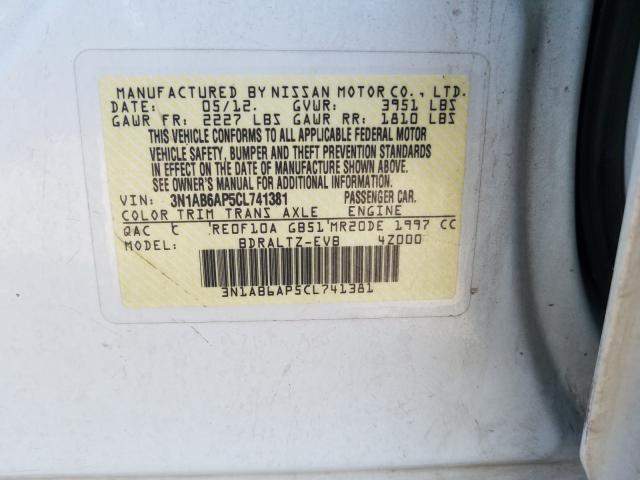 MANUFACTURED BY NISSAN MOTOR CO., LTD.
DATE: 05/12. GVWR: 3951 LBS
GAWR FR: 2227 LBS GAWR RR: 1810 LBS
THIS VEHICLE CONFORMS TO ALL APPLICABLE FEDERAL MOTOR
VEHICLE SAFETY, BUMPER AND THEFT PREVENTION STANDARDS
IN EFFECT ON THE DATE OF MANUFACTURE SHOWN ABOVE.
SEE OWNER'S MANUAL FOR ADDITIONAL INFORMATION.
VIN: 3N1AB6AP5CL741381 PASSENGER CAR.
COLOR TRIM TRANS AXLE ENGINE
QAC C RE0F10A GB51 MR20DE 1997 CC
MODEL: BDRALTZ-EVB 4Z000
3N1AB6AP5CL741381